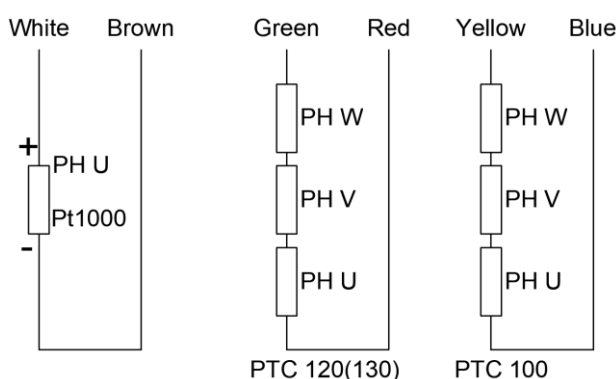 White Brown Green Red Yellow Blue
+ PH U
Pt1000
-
PH W
PH V
PH U
PTC 120(130)
PH W
PH V
PH U
PTC 100